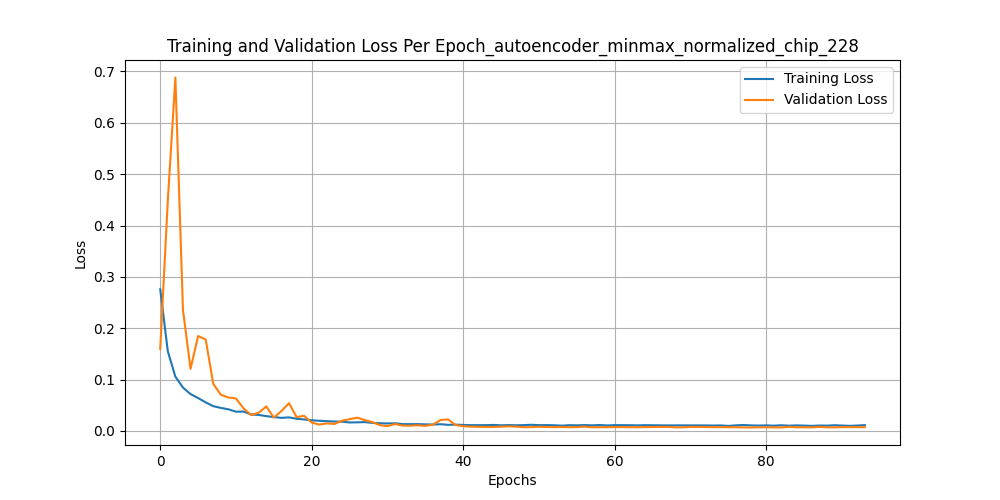 Training and Validation Loss Per Epoch_autoencoder_minmax_normalized_chip_228
Training Loss
Validation Loss
Loss
0.7
0.6
0.5
0.4
0.3
0.2
0.1
0.0
0
20
40
60
80
Epochs